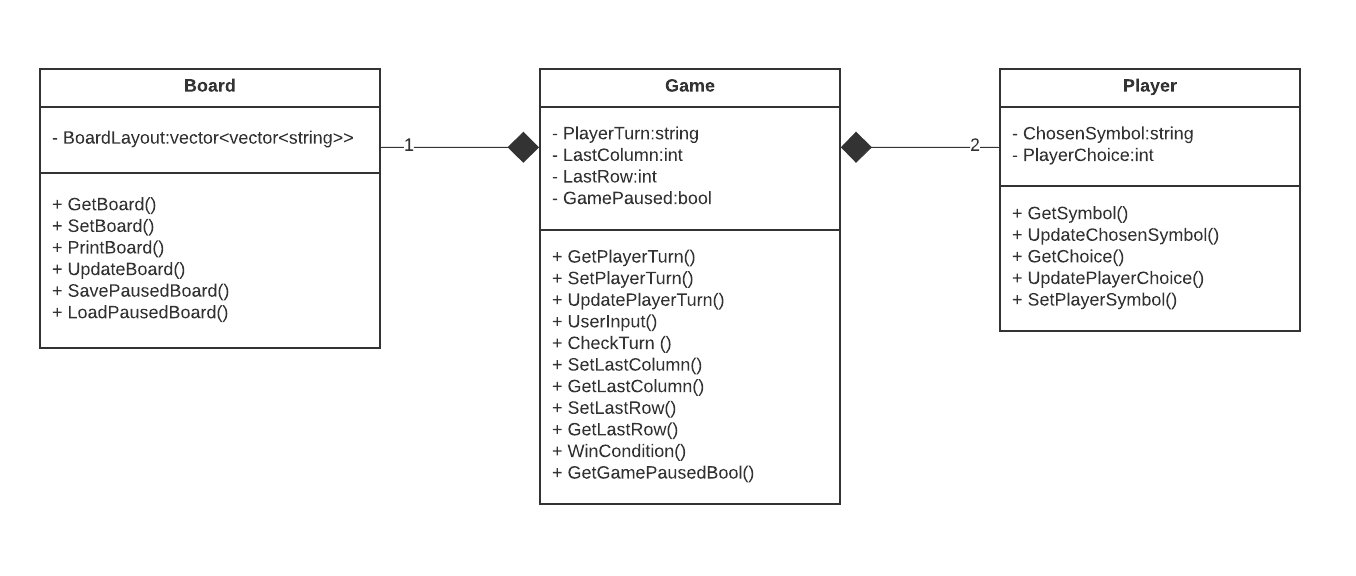 Board
- BoardLayout:vector<vector<string>>
+ GetBoard()
+ SetBoard()
+ PrintBoard()
+ UpdateBoard()
+ SavePausedBoard()
+ LoadPausedBoard()
1
Game
- PlayerTurn:string
- LastColumn:int
- LastRow:int
- GamePaused:bool
+ GetPlayerTurn()
+ SetPlayerTurn()
+ UpdatePlayerTurn()
+ UserInput()
+ CheckTurn ()
+ SetLastColumn()
+ GetLastColumn()
+ SetLastRow()
+ GetLastRow()
+ WinCondition()
+ GetGamePausedBool()
2
Player
- ChosenSymbol:string
- PlayerChoice:int
+ GetSymbol()
+ UpdateChosenSymbol()
+ GetChoice()
+ UpdatePlayerChoice()
+ SetPlayerSymbol()